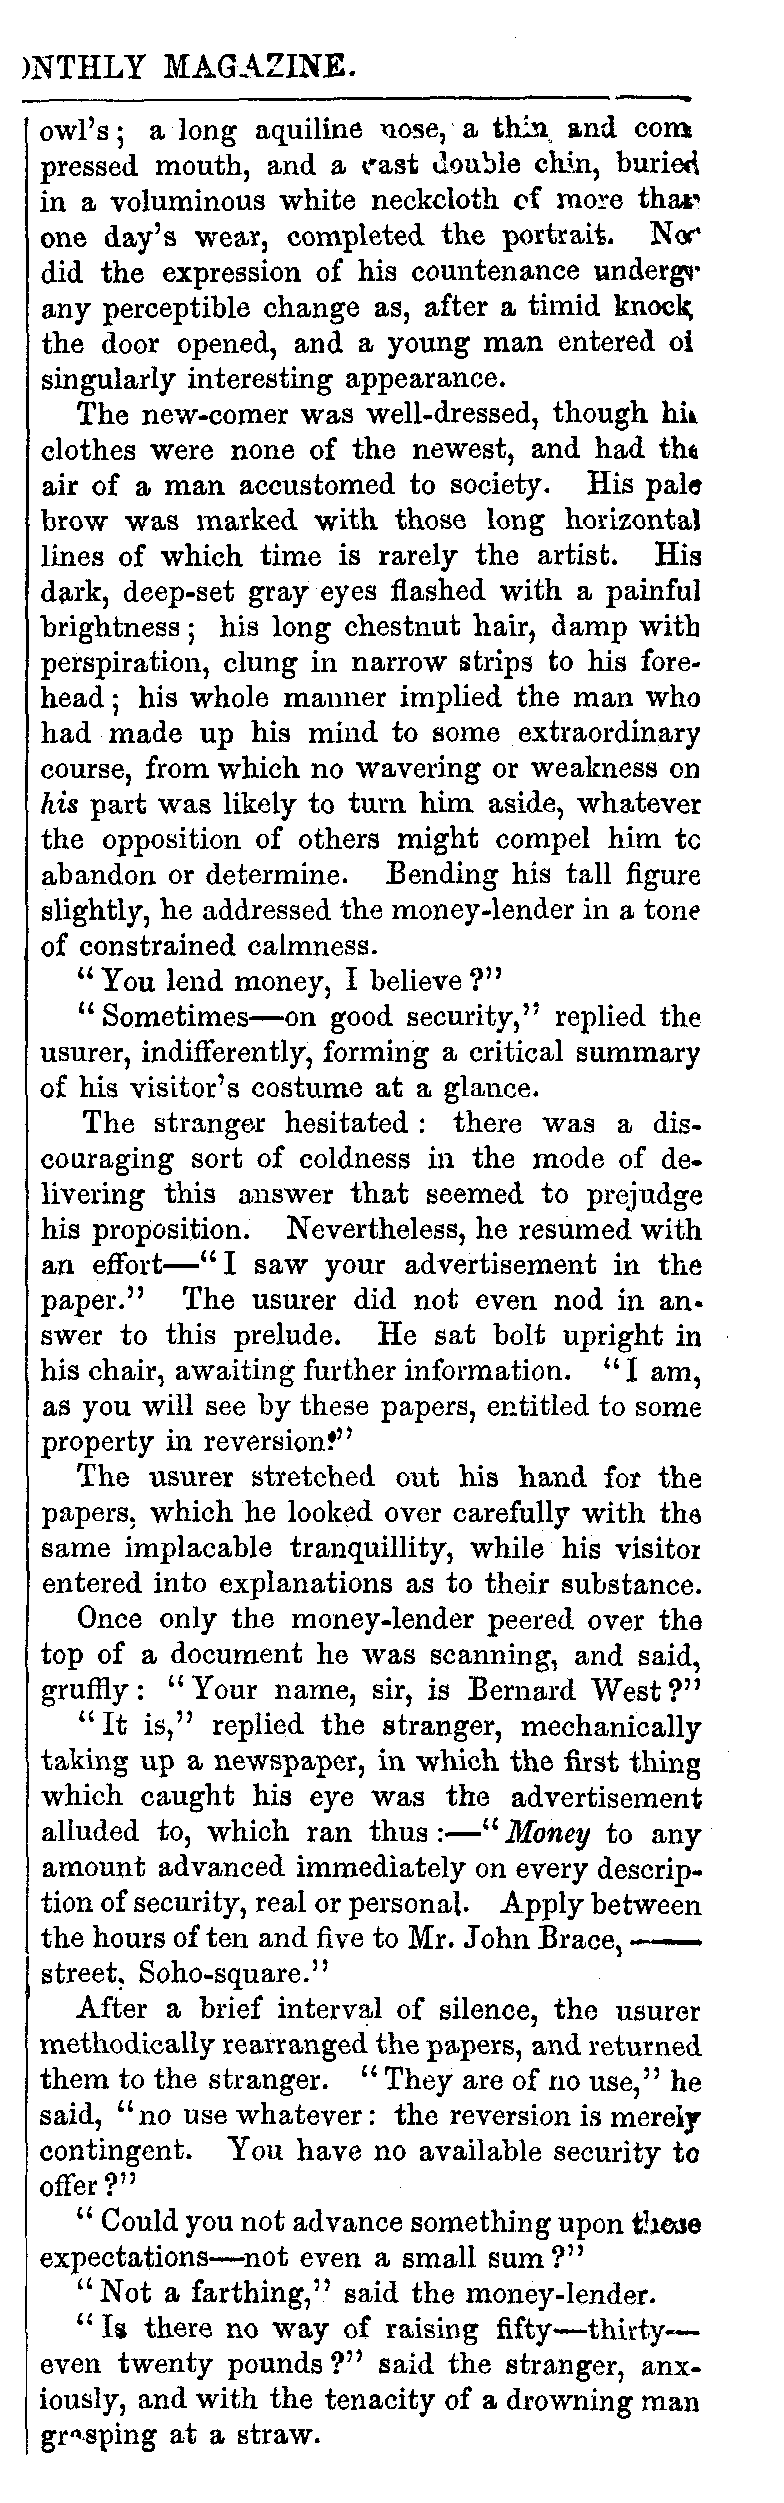 ONTHLY MAGAZINE.
owl's; a long aquiline nose, a thin and com
pressed mouth, and a vast double chin, buried
in a voluminous white neckcloth of more than
one day's wear, completed the portrait. Nor
did the expression of his countenance undergo
any perceptible change as, after a timid knock,
the door opened, and a young man entered of
singularly interesting appearance.
The new-comer was well-dressed, though his
clothes were none of the newest, and had the
air of a man accustomed to society. His pale
brow was marked with those long horizontal
lines of which time is rarely the artist. His
dark, deep-set gray eyes flashed with a painful
brightness; his long chestnut hair, damp with
perspiration, clung in narrow strips to his fore-
head; his whole manner implied the man who
had made up his mind to some extraordinary
course, from which no wavering or weakness on
his part was likely to turn him aside, whatever
the opposition of others might compel him to
abandon or determine. Bending his tall figure
slightly, he addressed the money-lender in a tone
of constrained calmness.
"You lend money, I believe?"
"Sometimes—on good security," replied the
usurer, indifferently, forming a critical summary
of his visitor's costume at a glance.
The stranger hesitated: there was a dis-
couraging sort of coldness in the mode of de-
livering this answer that seemed to prejudge
his proposition. Nevertheless, he resumed with
an effort—"I saw your advertisement in the
paper." The usurer did not even nod in an-
swer to this prelude. He sat bolt upright in
his chair, awaiting further information. "I am,
as you will see by these papers, entitled to some
property in reversion."
The usurer stretched out his hand for the
papers, which he looked over carefully with the
same implacable tranquillity, while his visitor
entered into explanations as to their substance.
Once only the money-lender peered over the
top of a document he was scanning, and said,
gruffly: "Your name, sir, is Bernard West?"
"It is," replied the stranger, mechanically
taking up a newspaper, in which the first thing
which caught his eye was the advertisement
alluded to, which ran thus:—"Money to any
amount advanced immediately on every descrip-
tion of security, real or personal. Apply between
the hours of ten and five to Mr. John Brace, ——
street, Soho-square."
After a brief interval of silence, the usurer
methodically rearranged the papers, and returned
them to the stranger. "They are of no use," he
said, "no use whatever: the reversion is merely
contingent. You have no available security to
offer?"
"Could you not advance something upon these
expectations—not even a small sum?"
"Not a farthing," said the money-lender.
"Is there no way of raising fifty—thirty—
even twenty pounds?" said the stranger, anx-
iously, and with the tenacity of a drowning man
grasping at a straw.